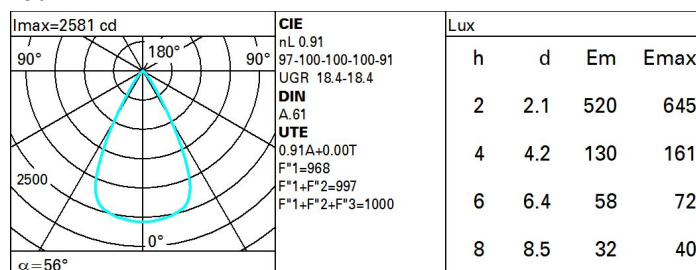 Imax=2581 cd
90° 180° 90°
2500
0°
α=56°
CIE
nL 0.91
97-100-100-100-91
UGR 18.4-18.4
DIN
A.61
UTE
0.91A+0.00T
F"1=968
F"1+F"2=997
F"1+F"2+F"3=1000
Lux
h d Em Emax
2 2.1 520 645
4 4.2 130 161
6 6.4 58 72
8 8.5 32 40